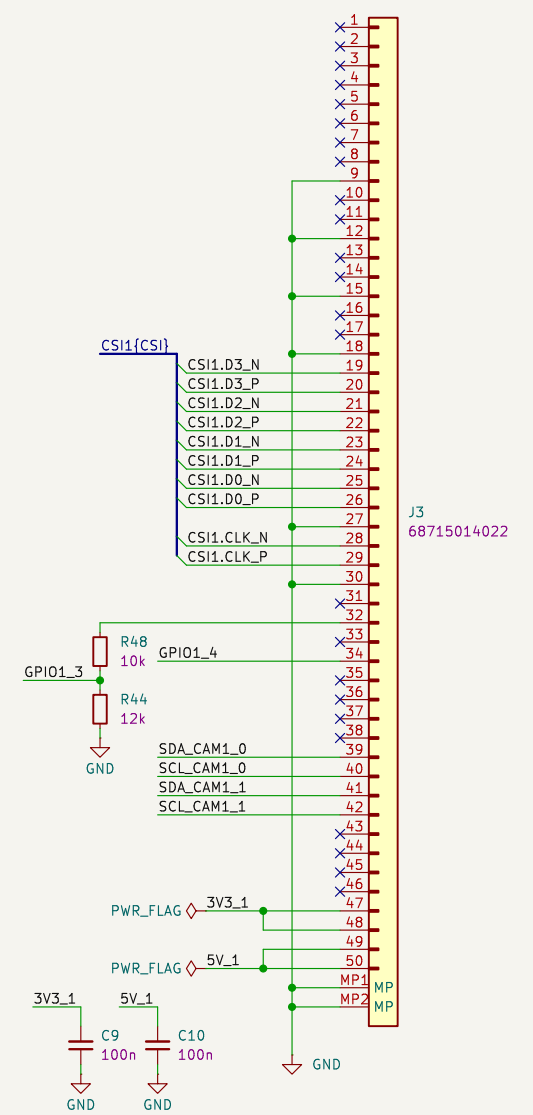 1
2
3
4
5
6
7
8
9
10
11
12
13
14
15
16
17
CSI1{CSI}
18
CSI1.D3_N 19
CSI1.D3_P 20
CSI1.D2_N 21
CSI1.D2_P 22
CSI1.D1_N 23
CSI1.D1_P 24
CSI1.D0_N 25
CSI1.D0_P 26
J3
27
68715014022
CSI1.CLK_N 28
CSI1.CLK_P 29
30
31
32
R48
33
10k
GPIO1_4 34
GPIO1_3
35
R44
36
12k
37
38
SDA_CAM1_0 39
GND
SCL_CAM1_0 40
SDA_CAM1_1 41
SCL_CAM1_1 42
43
44
45
46
PWR_FLAG 3V3_1 47
48
49
PWR_FLAG 5V_1 50
MP1 MP
3V3_1 5V_1 MP2 MP
C9 C10
100n 100n
GND
GND GND